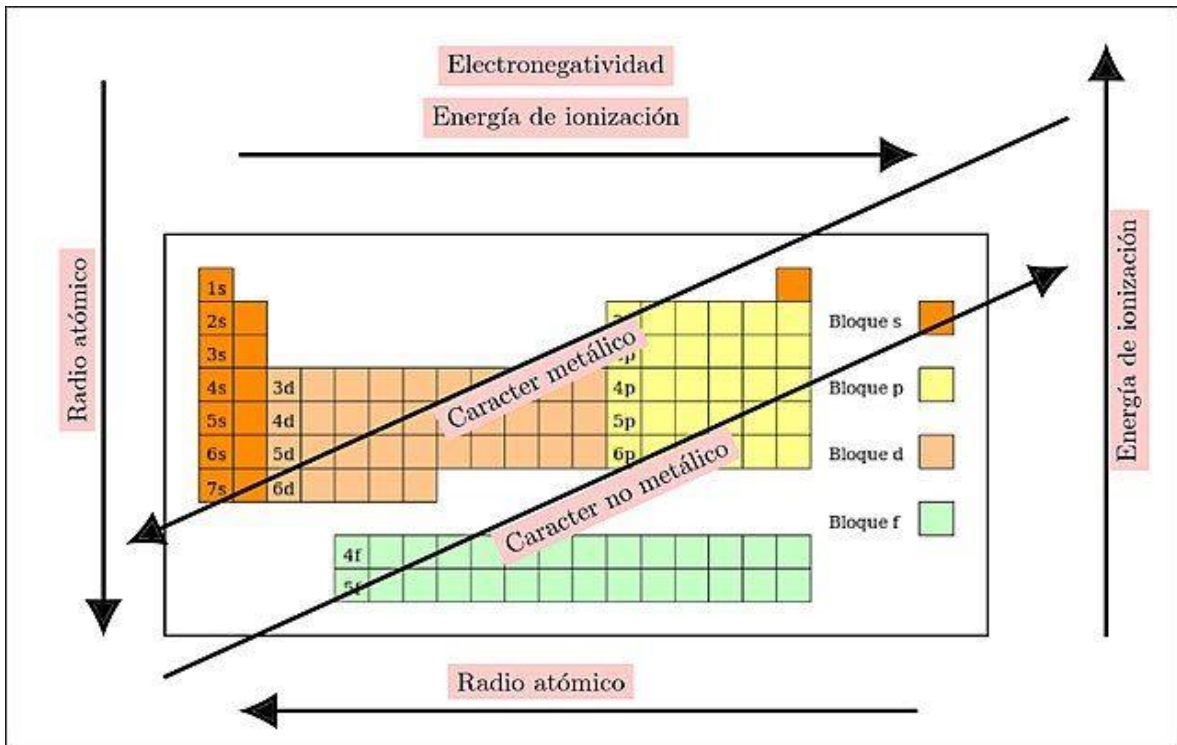 Electronegatividad
Energía de ionización
Radio atómico
Energía de ionización
1s
2s
3s
4s 3d 4p
5s 4d 5p
6s 5d 6p
7s 6d
4f
5f
Caracter metálico
Caracter no metálico
Bloque s
Bloque p
Bloque d
Bloque f
Radio atómico